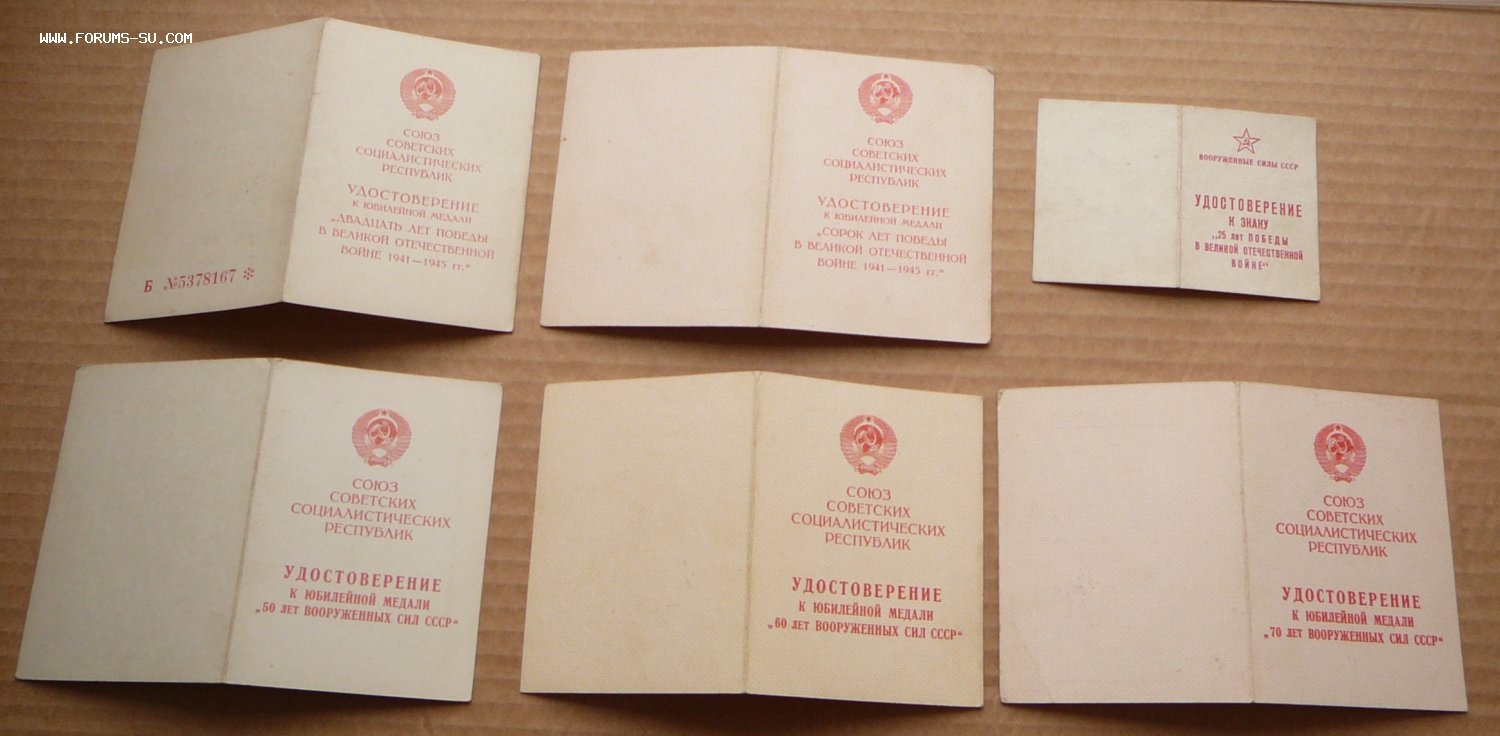 WWW.FORUMS-SU.COM
Б №5378167 *
СОЮЗ
СОВЕТСКИХ
СОЦИАЛИСТИЧЕСКИХ
РЕСПУБЛИК
УДОСТОВЕРЕНИЕ
К ЮБИЛЕЙНОЙ МЕДАЛИ
„ДВАДЦАТЬ ЛЕТ ПОБЕДЫ
В ВЕЛИКОЙ ОТЕЧЕСТВЕННОЙ
ВОЙНЕ 1941—1945 гг.“
СОЮЗ
СОВЕТСКИХ
СОЦИАЛИСТИЧЕСКИХ
РЕСПУБЛИК
УДОСТОВЕРЕНИЕ
К ЮБИЛЕЙНОЙ МЕДАЛИ
„СОРОК ЛЕТ ПОБЕДЫ
В ВЕЛИКОЙ ОТЕЧЕСТВЕННОЙ
ВОЙНЕ 1941—1945 гг.“
ВООРУЖЕННЫЕ СИЛЫ СССР
УДОСТОВЕРЕНИЕ
К ЗНАКУ
„25 лет ПОБЕДЫ
В ВЕЛИКОЙ ОТЕЧЕСТВЕННОЙ
ВОЙНЕ“
СОЮЗ
СОВЕТСКИХ
СОЦИАЛИСТИЧЕСКИХ
РЕСПУБЛИК
УДОСТОВЕРЕНИЕ
К ЮБИЛЕЙНОЙ МЕДАЛИ
„50 ЛЕТ ВООРУЖЕННЫХ СИЛ СССР“
СОЮЗ
СОВЕТСКИХ
СОЦИАЛИСТИЧЕСКИХ
РЕСПУБЛИК
УДОСТОВЕРЕНИЕ
К ЮБИЛЕЙНОЙ МЕДАЛИ
„60 ЛЕТ ВООРУЖЕННЫХ СИЛ СССР“
СОЮЗ
СОВЕТСКИХ
СОЦИАЛИСТИЧЕСКИХ
РЕСПУБЛИК
УДОСТОВЕРЕНИЕ
К ЮБИЛЕЙНОЙ МЕДАЛИ
„70 ЛЕТ ВООРУЖЕННЫХ СИЛ СССР“